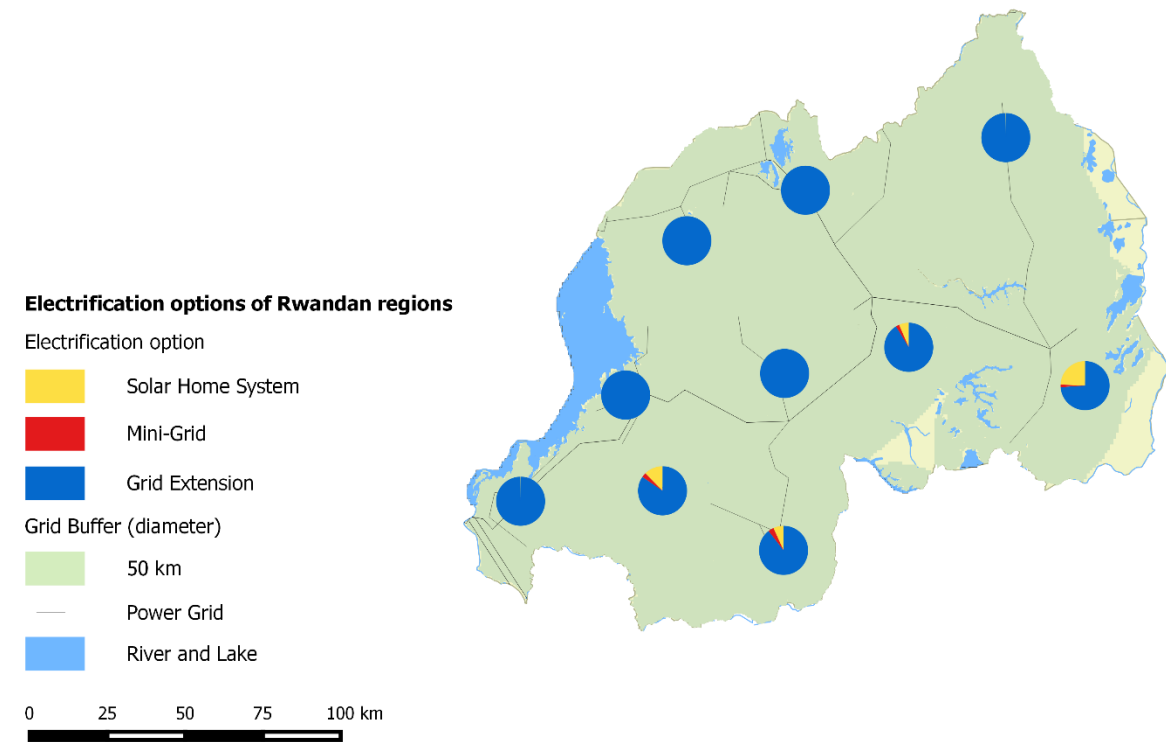 Electrification options of Rwandan regions
Electrification option
Solar Home System
Mini-Grid
Grid Extension
Grid Buffer (diameter)
50 km
Power Grid
River and Lake
0 25 50 75 100 km